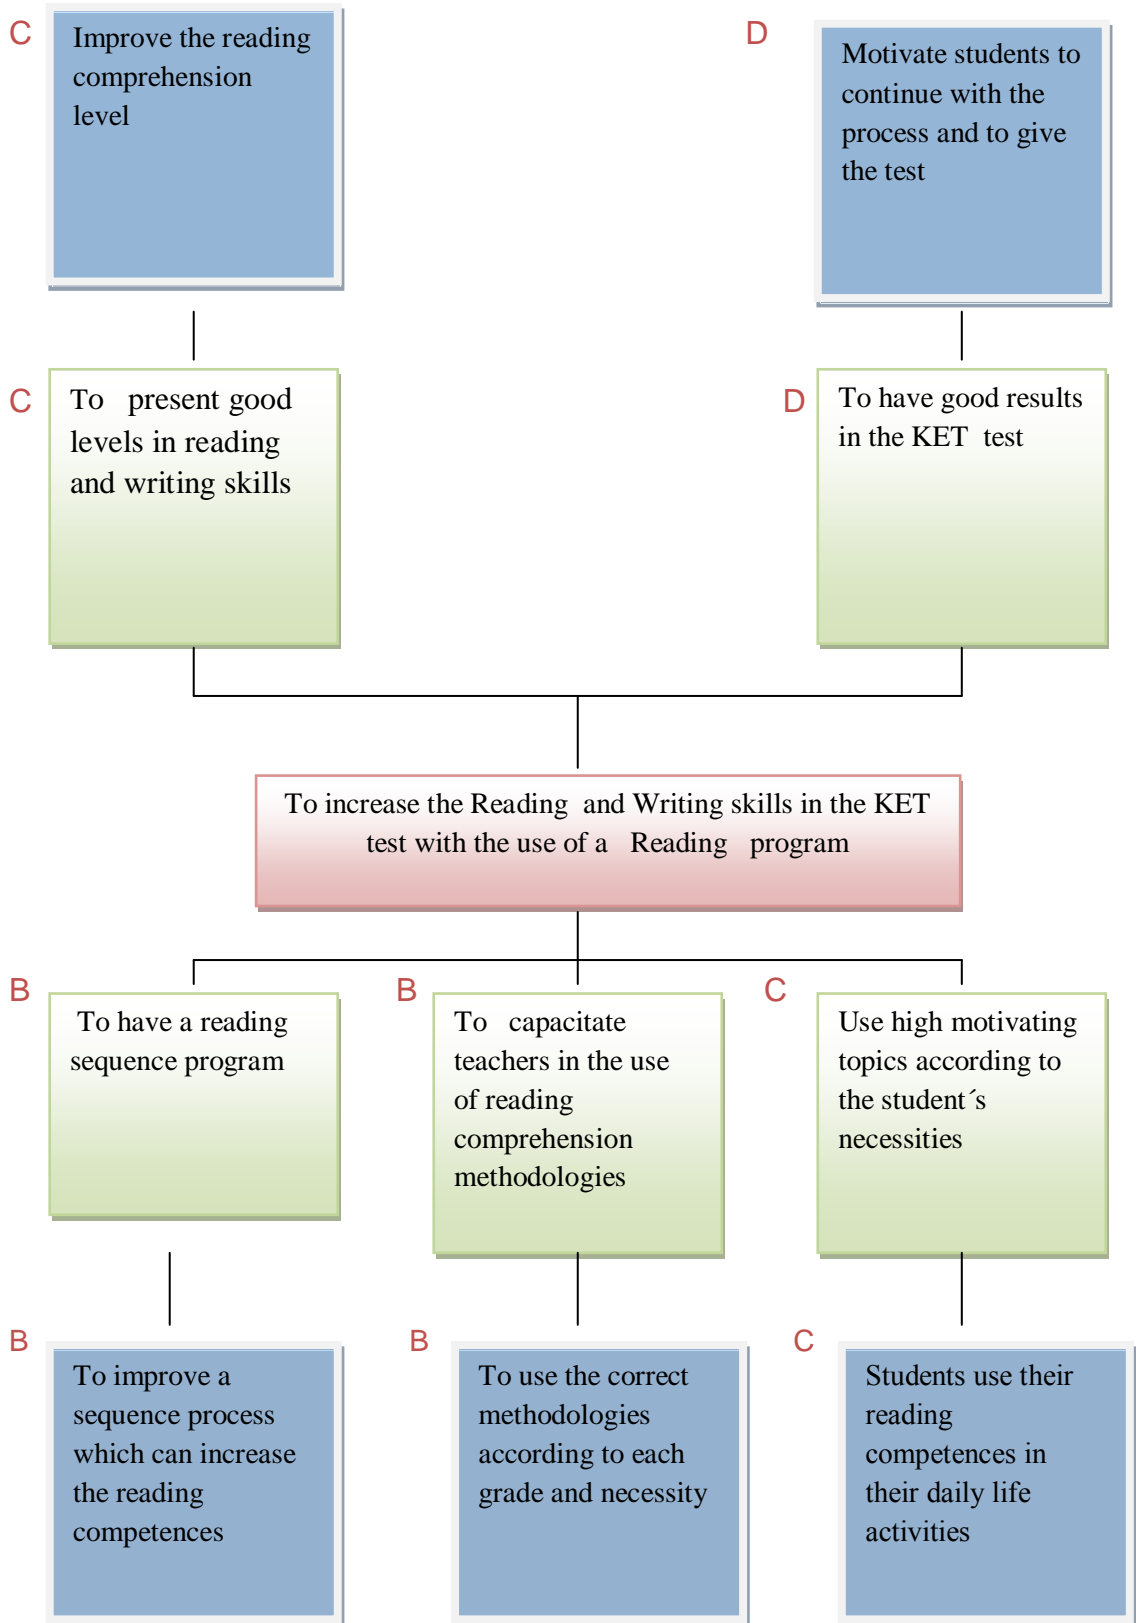 C
Improve the reading
comprehension
level
D
Motivate students to
continue with the
process and to give
the test
C
To present good
levels in reading
and writing skills
D
To have good results
in the KET test
To increase the Reading and Writing skills in the KET
test with the use of a Reading program
B
To have a reading
sequence program
B
To capacitate
teachers in the use
of reading
comprehension
methodologies
C
Use high motivating
topics according to
the student´s
necessities
B
To improve a
sequence process
which can increase
the reading
competences
B
To use the correct
methodologies
according to each
grade and necessity
C
Students use their
reading
competences in
their daily life
activities